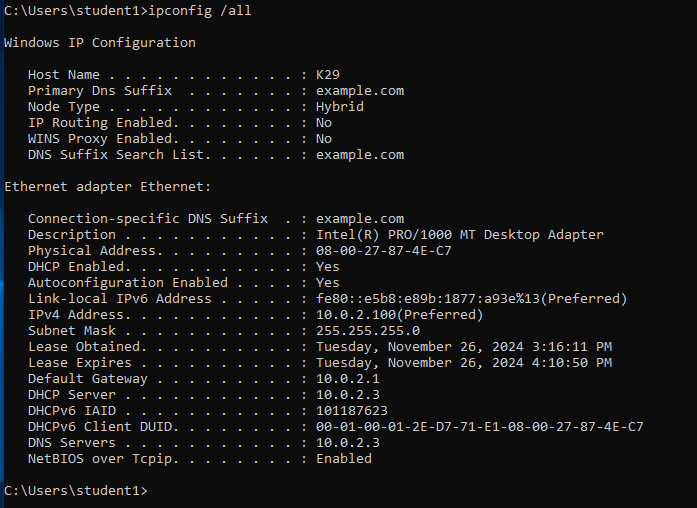 C:\Users\student1>ipconfig /all
Windows IP Configuration
Host Name . . . . . . . . . . . . : K29
Primary Dns Suffix  . . . . . . . : example.com
Node Type . . . . . . . . . . . . : Hybrid
IP Routing Enabled. . . . . . . . : No
WINS Proxy Enabled. . . . . . . . : No
DNS Suffix Search List. . . . . . : example.com
Ethernet adapter Ethernet:
Connection-specific DNS Suffix  . : example.com
Description . . . . . . . . . . . : Intel(R) PRO/1000 MT Desktop Adapter
Physical Address. . . . . . . . . : 08-00-27-87-4E-C7
DHCP Enabled. . . . . . . . . . . : Yes
Autoconfiguration Enabled . . . . : Yes
Link-local IPv6 Address . . . . . : fe80::e5b8:e89b:1877:a93e%13(Preferred)
IPv4 Address. . . . . . . . . . . : 10.0.2.100(Preferred)
Subnet Mask . . . . . . . . . . . : 255.255.255.0
Lease Obtained. . . . . . . . . . : Tuesday, November 26, 2024 3:16:11 PM
Lease Expires . . . . . . . . . . : Tuesday, November 26, 2024 4:10:50 PM
Default Gateway . . . . . . . . . : 10.0.2.1
DHCP Server . . . . . . . . . . . : 10.0.2.3
DHCPv6 IAID . . . . . . . . . . . : 101187623
DHCPv6 Client DUID. . . . . . . . : 00-01-00-01-2E-D7-71-E1-08-00-27-87-4E-C7
DNS Servers . . . . . . . . . . . : 10.0.2.3
NetBIOS over Tcpip. . . . . . . . : Enabled
C:\Users\student1>